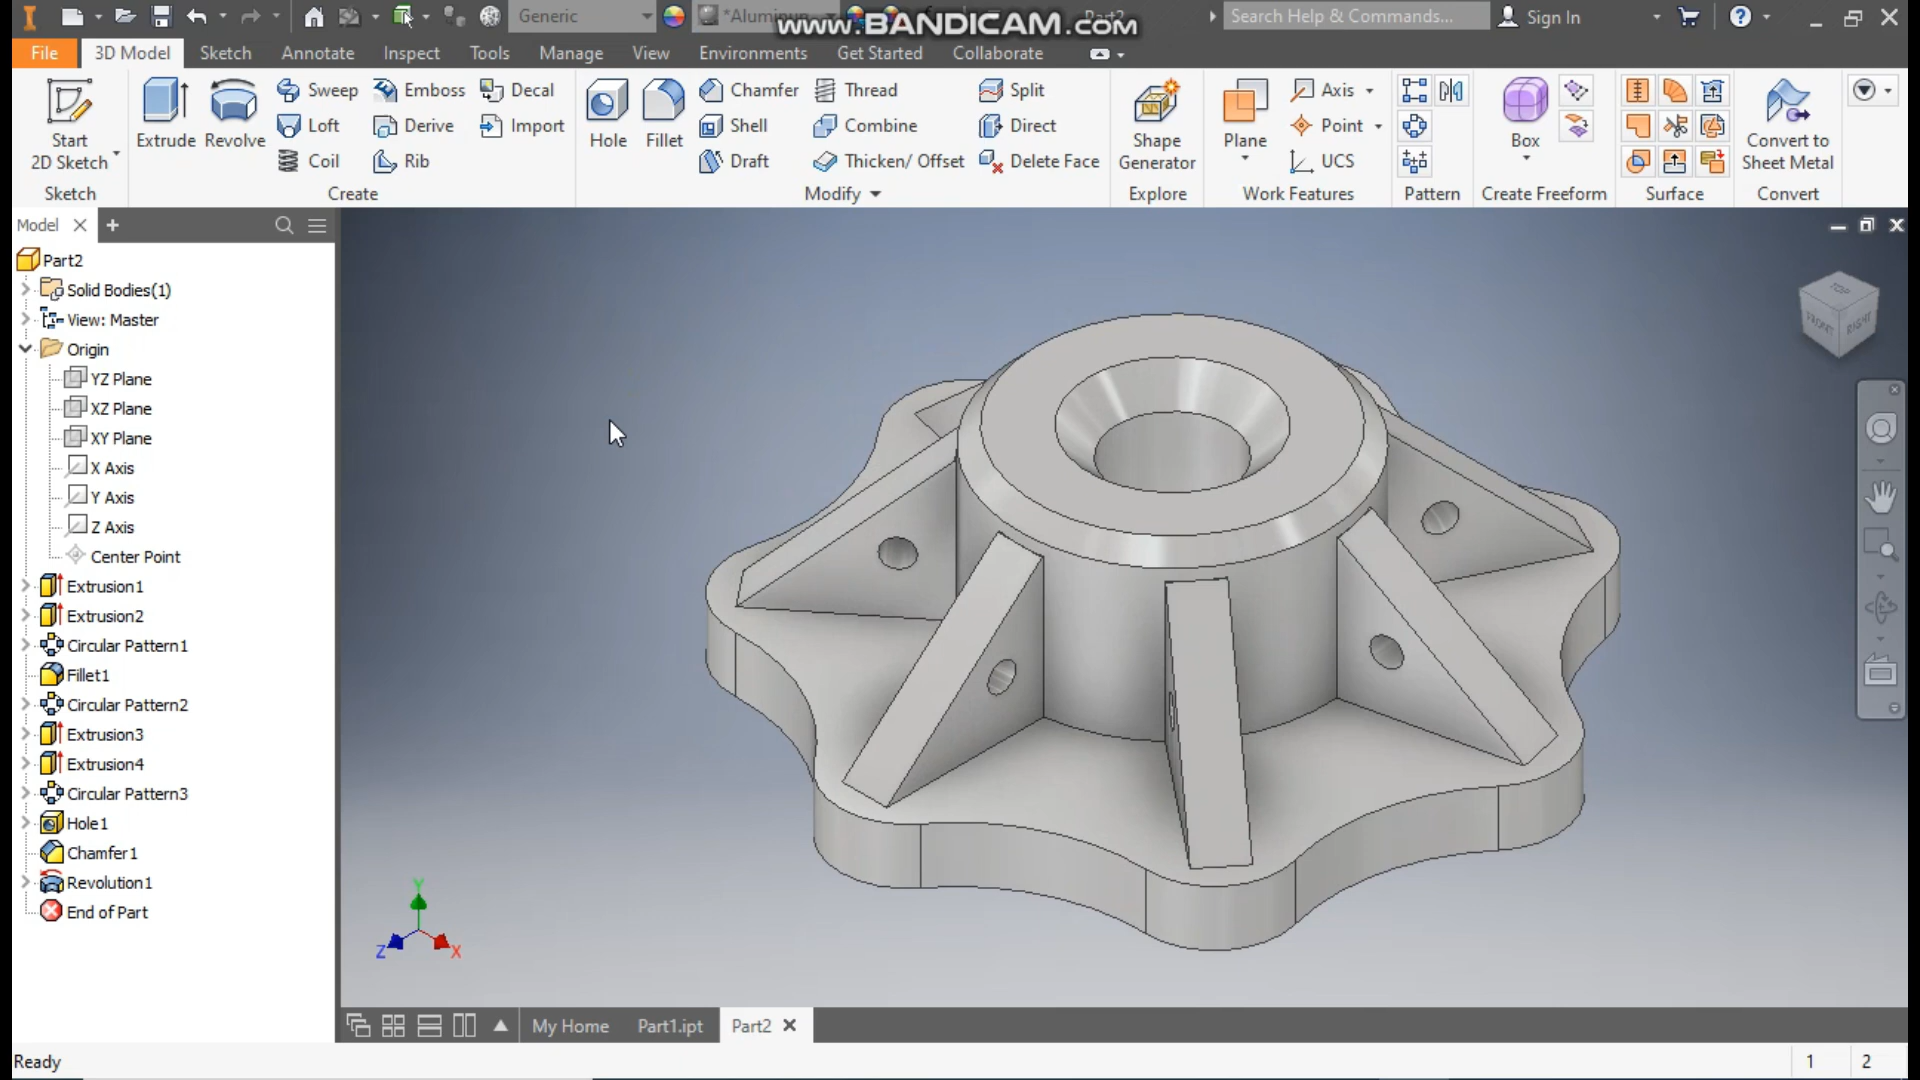 Generic
*Aluminu
Part2
www.BANDICAM.com
Search Help & Commands...
Sign In
File
3D Model
Sketch
Annotate
Inspect
Tools
Manage
View
Environments
Get Started
Collaborate
Start
2D Sketch
Extrude
Revolve
Sweep
Loft
Coil
Emboss
Derive
Rib
Decal
Import
Hole
Fillet
Chamfer
Shell
Draft
Thread
Combine
Thicken/ Offset
Split
Direct
Delete Face
Shape
Generator
Plane
Axis
Point
UCS
Box
Convert to
Sheet Metal
Sketch
Create
Modify
Explore
Work Features
Pattern
Create Freeform
Surface
Convert
Model
Part2
Solid Bodies(1)
View: Master
Origin
YZ Plane
XZ Plane
XY Plane
X Axis
Y Axis
Z Axis
Center Point
Extrusion1
Extrusion2
Circular Pattern1
Fillet1
Circular Pattern2
Extrusion3
Extrusion4
Circular Pattern3
Hole1
Chamfer1
Revolution1
End of Part
TOP
FRONT
RIGHT
Y
Z
X
My Home
Part1.ipt
Part2
Ready
1
2